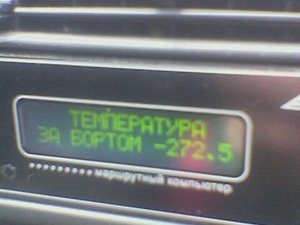 ТЕМПЕРАТУРА
ЗА БОРТОМ -272.5
маршрутный компьютер